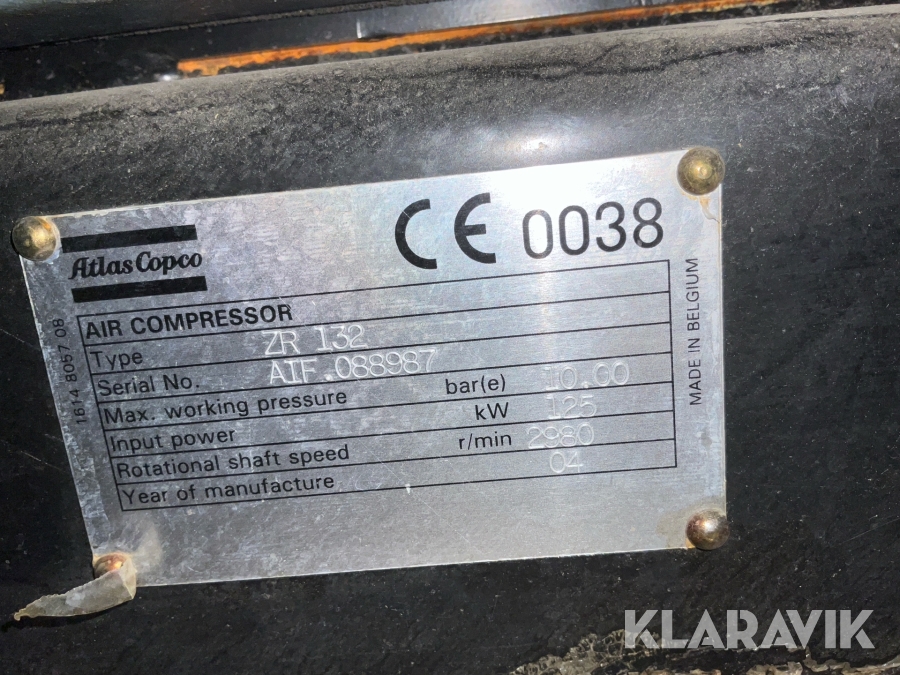 Atlas Copco
CE 0038
AIR COMPRESSOR
Type ZR 132
Serial No. AIF.088987
Max. working pressure bar(e) 10.00
Input power kW 125
Rotational shaft speed r/min 2980
Year of manufacture 04
1614 8057 08
MADE IN BELGIUM
KLARAVIK